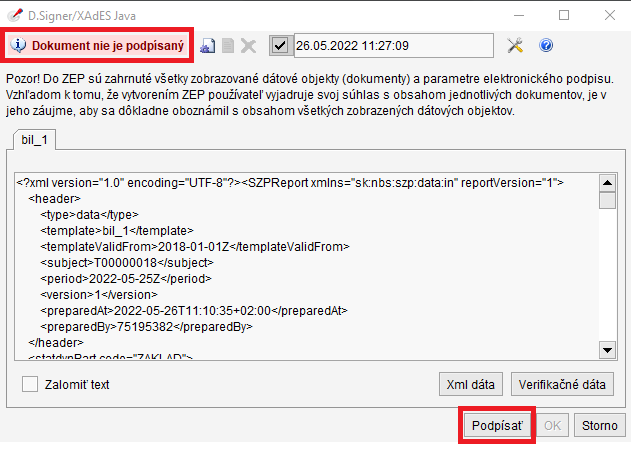 D.Signer/XAdES Java
Dokument nie je podpísaný
26.05.2022 11:27:09
Pozor! Do ZEP sú zahrnuté všetky zobrazované dátové objekty (dokumenty) a parametre elektronického podpisu.
Vzhľadom k tomu, že vytvorením ZEP používateľ vyjadruje svoj súhlas s obsahom jednotlivých dokumentov, je v
jeho záujme, aby sa dôkladne oboznámil s obsahom všetkých zobrazených dátových objektov.
bil_1
<?xml version="1.0" encoding="UTF-8"?><SZPReport xmlns="sk:nbs:szp:data:in" reportVersion="1">
<header>
<type>data</type>
<template>bil_1</template>
<templateValidFrom>2018-01-01Z</templateValidFrom>
<subject>T00000018</subject>
<period>2022-05-25Z</period>
<version>1</version>
<preparedAt>2022-05-26T11:10:35+02:00</preparedAt>
<preparedBy>75195382</preparedBy>
</header>
<statdynPart code="ZAKLAD">
Zalomiť text
Xml dáta
Verifikačné dáta
Podpísať
OK
Storno